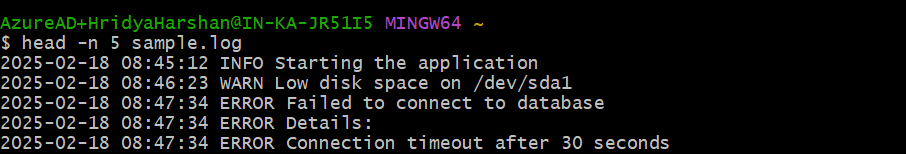 AzureAD+HridyaHarshan@IN-KA-JR51I5 MINGW64 ~
$ head -n 5 sample.log
2025-02-18 08:45:12 INFO Starting the application
2025-02-18 08:46:23 WARN Low disk space on /dev/sda1
2025-02-18 08:47:34 ERROR Failed to connect to database
2025-02-18 08:47:34 ERROR Details:
2025-02-18 08:47:34 ERROR Connection timeout after 30 seconds